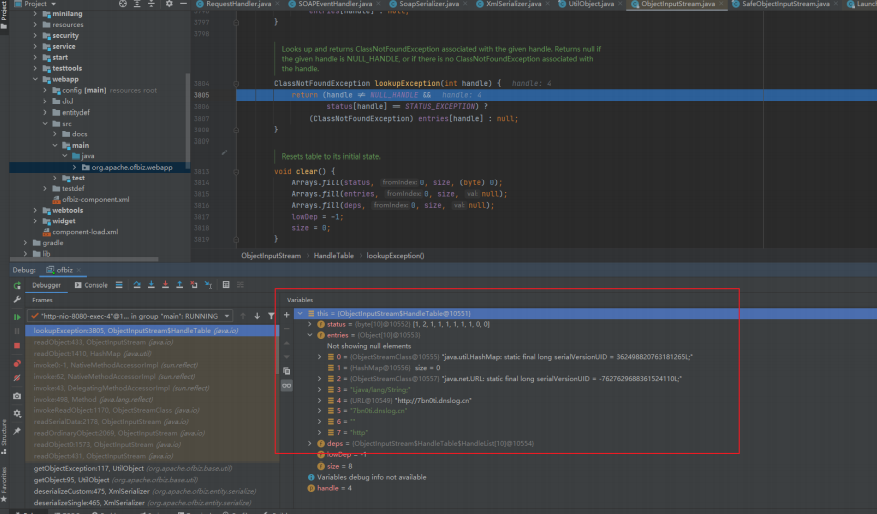 Project
RequestHandler.java
SOAPEventHandler.java
SoapSerializer.java
XmlSerializer.java
UtilObject.java
ObjectInputStream.java
SafeObjectInputStream.java
Launch
Project
minilang
resources
security
service
start
testtools
webapp
config [main] resources root
dtd
entitydef
src
docs
main
java
org.apache.ofbiz.webapp
test
testdef
ofbiz-component.xml
webtools
widget
component-load.xml
gradle
lib
entries[handle] : null;
3797 }
3798
Looks up and returns ClassNotFoundException associated with the given handle. Returns null if
the given handle is NULL_HANDLE, or if there is no ClassNotFoundException associated with
the handle.
3804 ClassNotFoundException lookupException(int handle) { handle: 4
3805 return (handle ≠ NULL_HANDLE && handle: 4
3806 status[handle] == STATUS_EXCEPTION) ?
3807 (ClassNotFoundException) entries[handle] : null;
3808 }
3809
Resets table to its initial state.
3813 void clear() {
3814 Arrays.fill(status, fromIndex: 0, size, (byte) 0);
3815 Arrays.fill(entries, fromIndex: 0, size, val: null);
3816 Arrays.fill(deps, fromIndex: 0, size, val: null);
3817 lowDep = -1;
3818 size = 0;
3819 }
ObjectInputStream > HandleTable > lookupException()
Debug: ofbiz
Debugger Console
Frames
"http-nio-8080-exec-4"@1... in group "main": RUNNING
lookupException:3805, ObjectInputStream$HandleTable (java.io)
readObject:433, ObjectInputStream (java.io)
readObject:1410, HashMap (java.util)
invoke0:-1, NativeMethodAccessorImpl (sun.reflect)
invoke:62, NativeMethodAccessorImpl (sun.reflect)
invoke:43, DelegatingMethodAccessorImpl (sun.reflect)
invoke:498, Method (java.lang.reflect)
invokeReadObject:1170, ObjectStreamClass (java.io)
readSerialData:2178, ObjectInputStream (java.io)
readOrdinaryObject:2069, ObjectInputStream (java.io)
readObject0:1573, ObjectInputStream (java.io)
readObject:431, ObjectInputStream (java.io)
getObjectException:117, UtilObject (org.apache.ofbiz.base.util)
getObject:95, UtilObject (org.apache.ofbiz.base.util)
deserializeCustom:475, XmlSerializer (org.apache.ofbiz.entity.serialize)
deserializeSingle:465, XmlSerializer (org.apache.ofbiz.entity.serialize)
Variables
this = {ObjectInputStream$HandleTable@10551}
status = {byte[10]@10552} [1, 2, 1, 1, 1, 1, 1, 1, 0, 0]
entries = {Object[10]@10553}
Not showing null elements
0 = {ObjectStreamClass@10555} "java.util.HashMap: static final long serialVersionUID = 362498820763181265L;"
1 = {HashMap@10556} size = 0
2 = {ObjectStreamClass@10557} "java.net.URL: static final long serialVersionUID = -7627629688361524110L;"
3 = "Ljava/lang/String;"
4 = {URL@10549} "http://7bn0ti.dnslog.cn"
5 = "7bn0ti.dnslog.cn"
6 = ""
7 = "http"
deps = {ObjectInputStream$HandleTable$HandleList[10]@10554}
lowDep = -1
size = 8
Variables debug info not available
handle = 4
Structure
Favorites